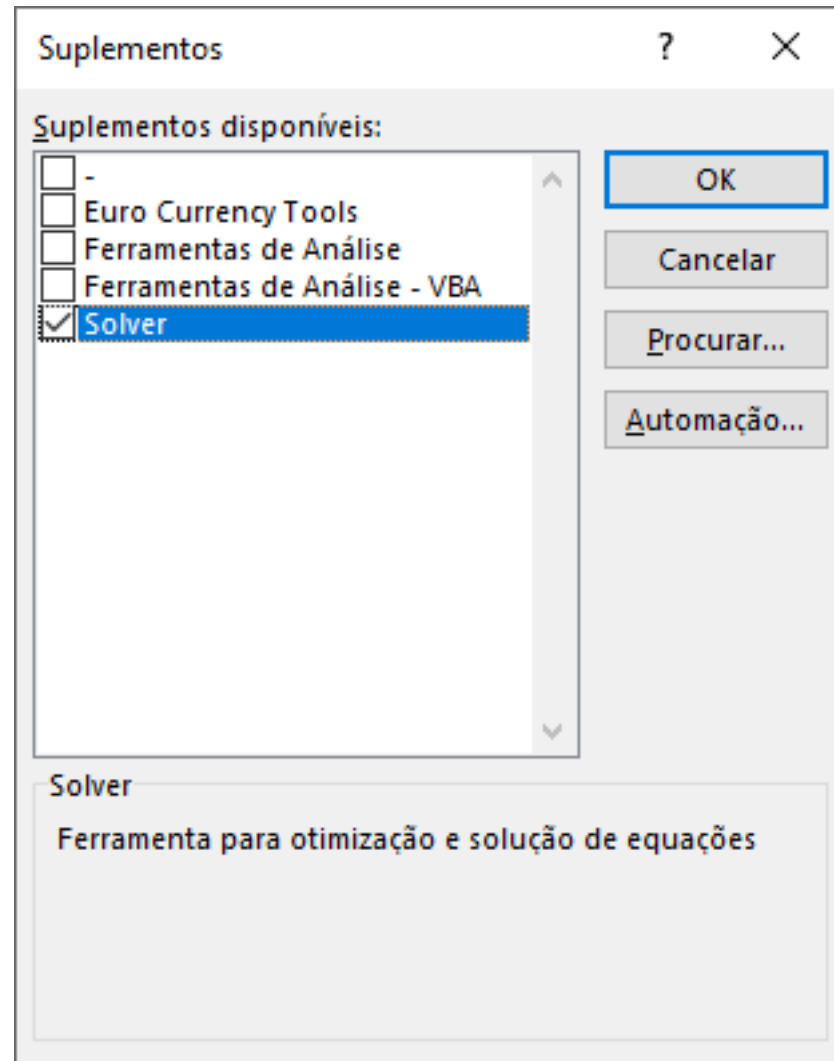 Suplementos ? ×
Suplementos disponíveis:
-
Euro Currency Tools
Ferramentas de Análise
Ferramentas de Análise - VBA
Solver
OK
Cancelar
Procurar...
Automação...
Solver
Ferramenta para otimização e solução de equações